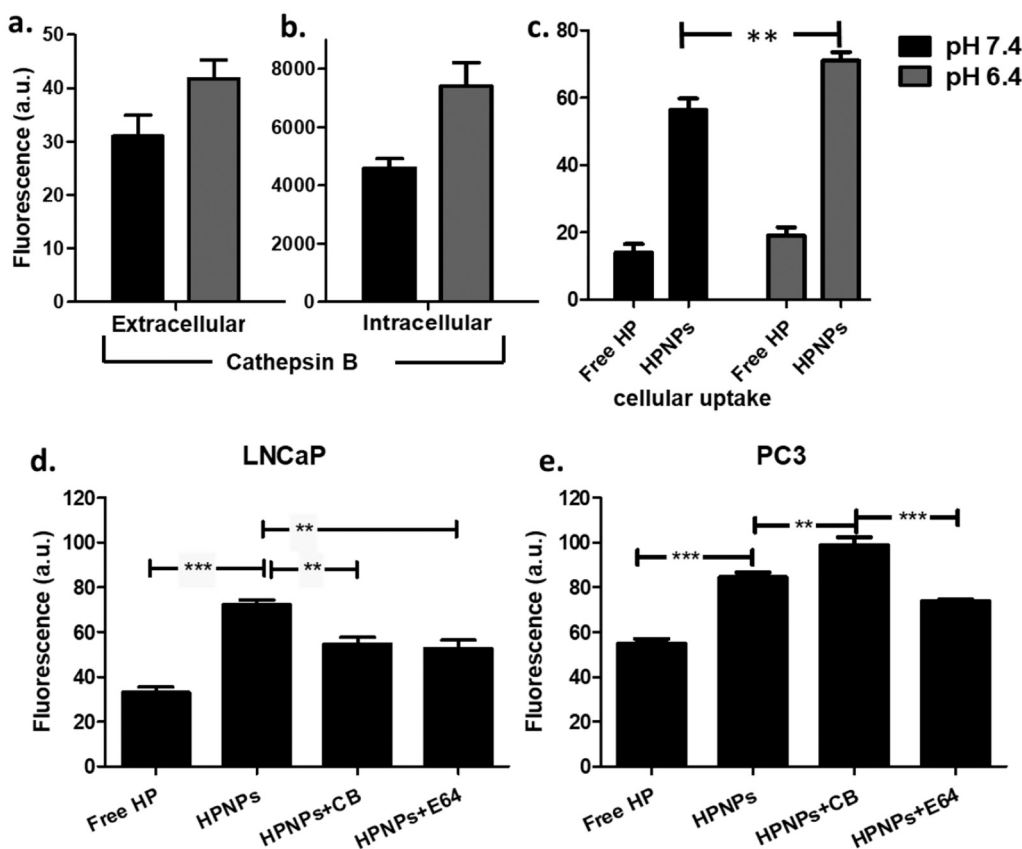 a.
Fluorescence (a.u.)
50
40
30
20
10
0
Extracellular
b.
8000
6000
4000
2000
0
Intracellular
Cathepsin B
c.
80
60
40
20
0
**
Free HP
HPNPs
Free HP
HPNPs
cellular uptake
pH 7.4
pH 6.4
d.
LNCaP
Fluorescence (a.u.)
120
100
80
60
40
20
0
**
***
**
Free HP
HPNPs
HPNPs+CB
HPNPs+E64
e.
PC3
Fluorescence (a.u.)
120
100
80
60
40
20
0
***
**
***
Free HP
HPNPs
HPNPs+CB
HPNPs+E64